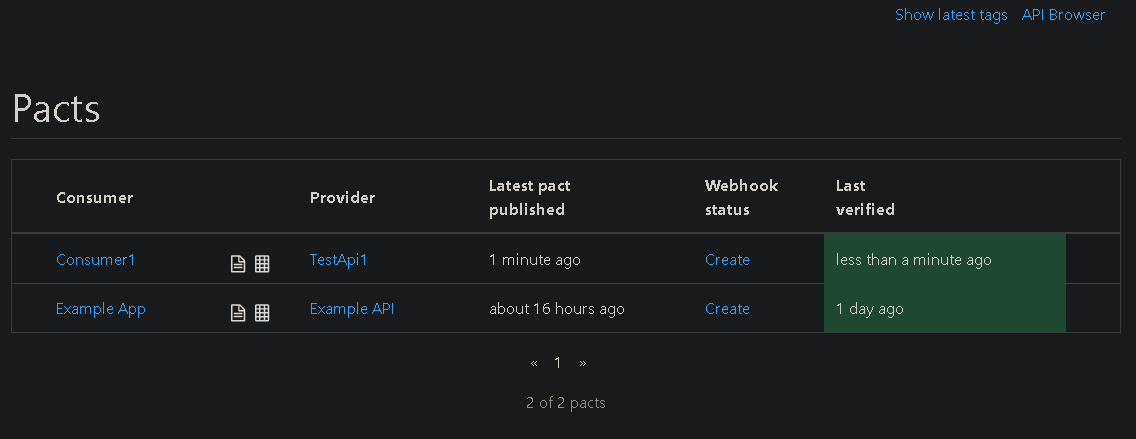 Show latest tags API Browser
Pacts
Consumer Provider Latest pact published Webhook status Last verified
Consumer1 TestApi1 1 minute ago Create less than a minute ago
Example App Example API about 16 hours ago Create 1 day ago
« 1 »
2 of 2 pacts